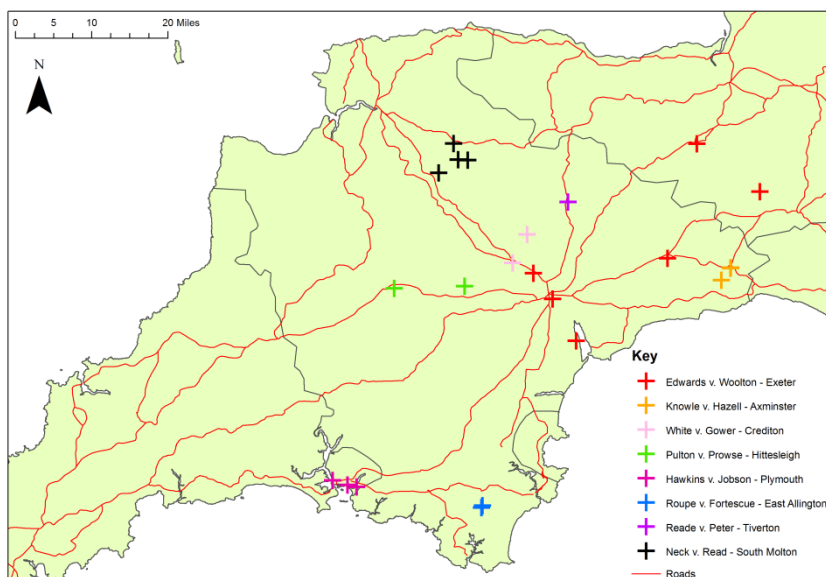 0 5 10 20 Miles
N
Key
Edwards v. Woolton - Exeter
Knowle v. Hazell - Axminster
White v. Gower - Crediton
Pulton v. Prowse - Hittesleigh
Hawkins v. Jobson - Plymouth
Roupe v. Fortescue - East Allington
Reade v. Peter - Tiverton
Neck v. Read - South Molton
Roads